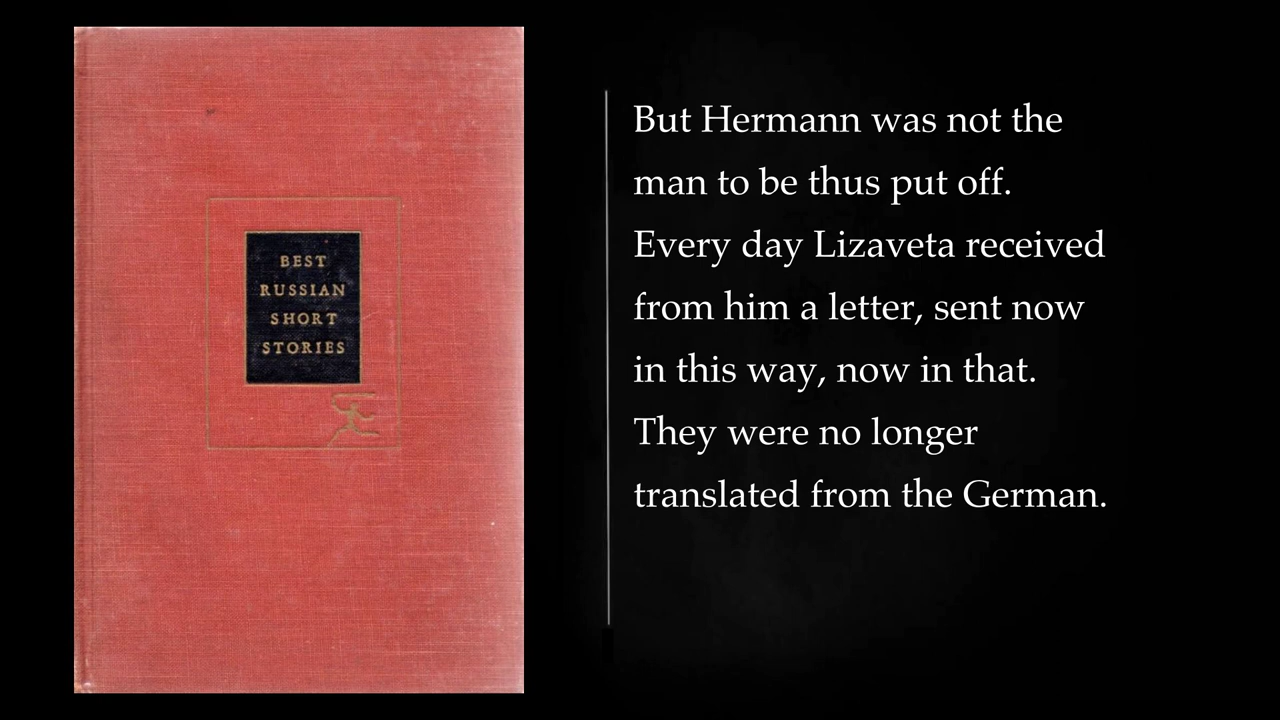 BEST
RUSSIAN
SHORT
STORIES
But Hermann was not the
man to be thus put off.
Every day Lizaveta received
from him a letter, sent now
in this way, now in that.
They were no longer
translated from the German.